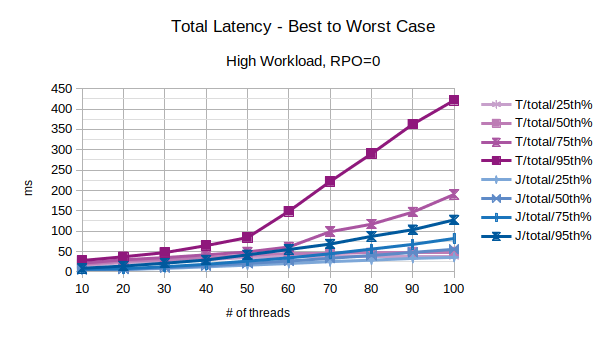 Total Latency - Best to Worst Case
High Workload, RPO=0
450
400
350
300
250
200
150
100
50
0
ms
10 20 30 40 50 60 70 80 90 100
# of threads
T/total/25th%
T/total/50th%
T/total/75th%
T/total/95th%
J/total/25th%
J/total/50th%
J/total/75th%
J/total/95th%